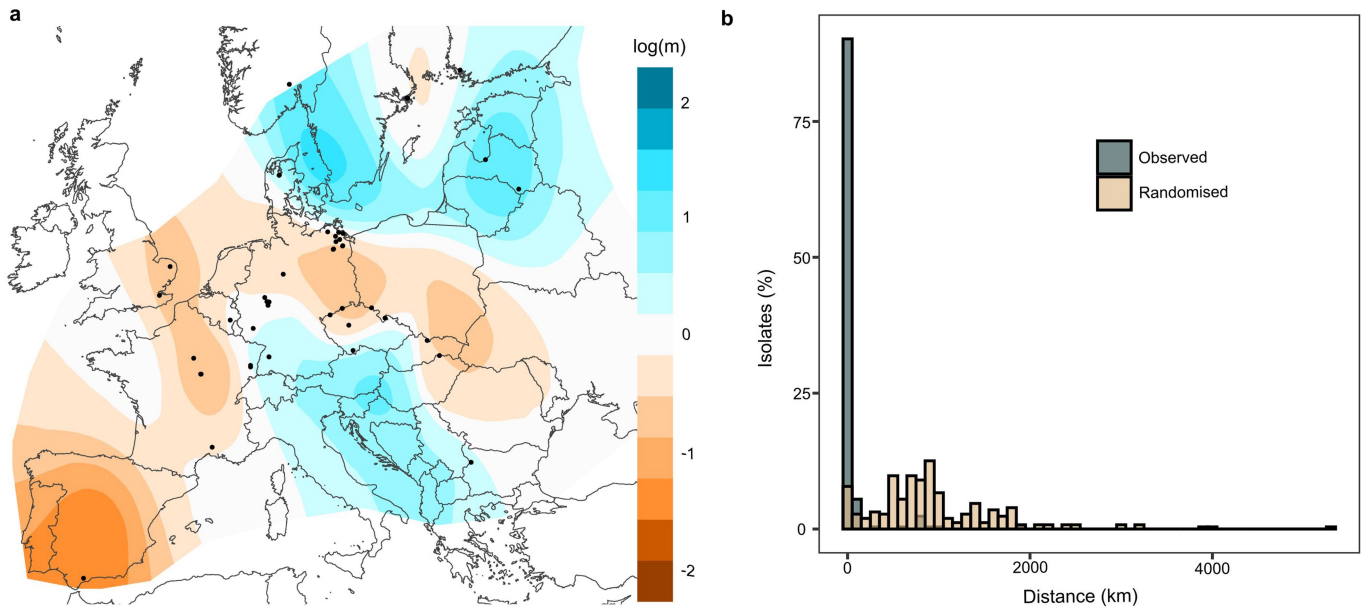 a
log(m)
2
1
0
-1
-2
b
Isolates (%)
75
50
25
0
Observed
Randomised
0
2000
4000
Distance (km)